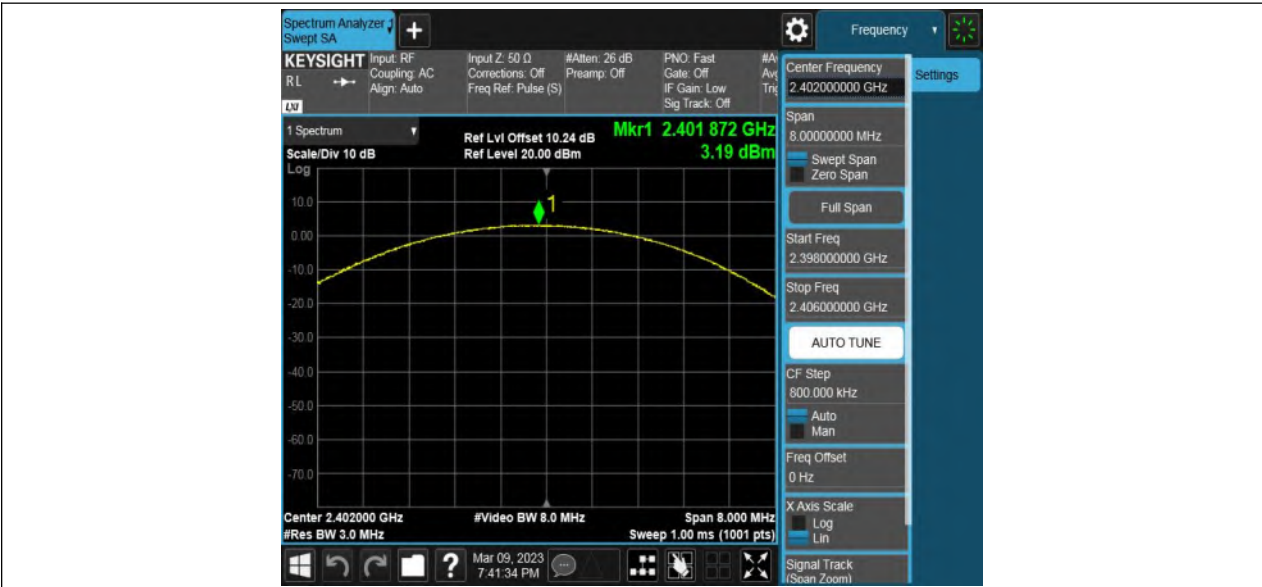 Spectrum Analyzer 1
Swept SA
+
Frequency
KEYSIGHT
RL
LXI
Input: RF
Coupling: AC
Align: Auto
Input Z: 50 Ω
Corrections: Off
Freq Ref: Pulse (S)
#Atten: 26 dB
Preamp: Off
PNO: Fast
Gate: Off
IF Gain: Low
Sig Track: Off
1 Spectrum
Scale/Div 10 dB
Log
Ref Lvl Offset 10.24 dB
Ref Level 20.00 dBm
Mkr1 2.401 872 GHz
3.19 dBm
1
10.0
0.00
-10.0
-20.0
-30.0
-40.0
-50.0
-60.0
-70.0
Center 2.402000 GHz
#Video BW 8.0 MHz
Span 8.000 MHz
#Res BW 3.0 MHz
Sweep 1.00 ms (1001 pts)
?
Mar 09, 2023
7:41:34 PM
Center Frequency
2.402000000 GHz
Settings
Span
8.00000000 MHz
Swept Span
Zero Span
Full Span
Start Freq
2.398000000 GHz
Stop Freq
2.406000000 GHz
AUTO TUNE
CF Step
800.000 kHz
Auto
Man
Freq Offset
0 Hz
X Axis Scale
Log
Lin
Signal Track
(Span Zoom)